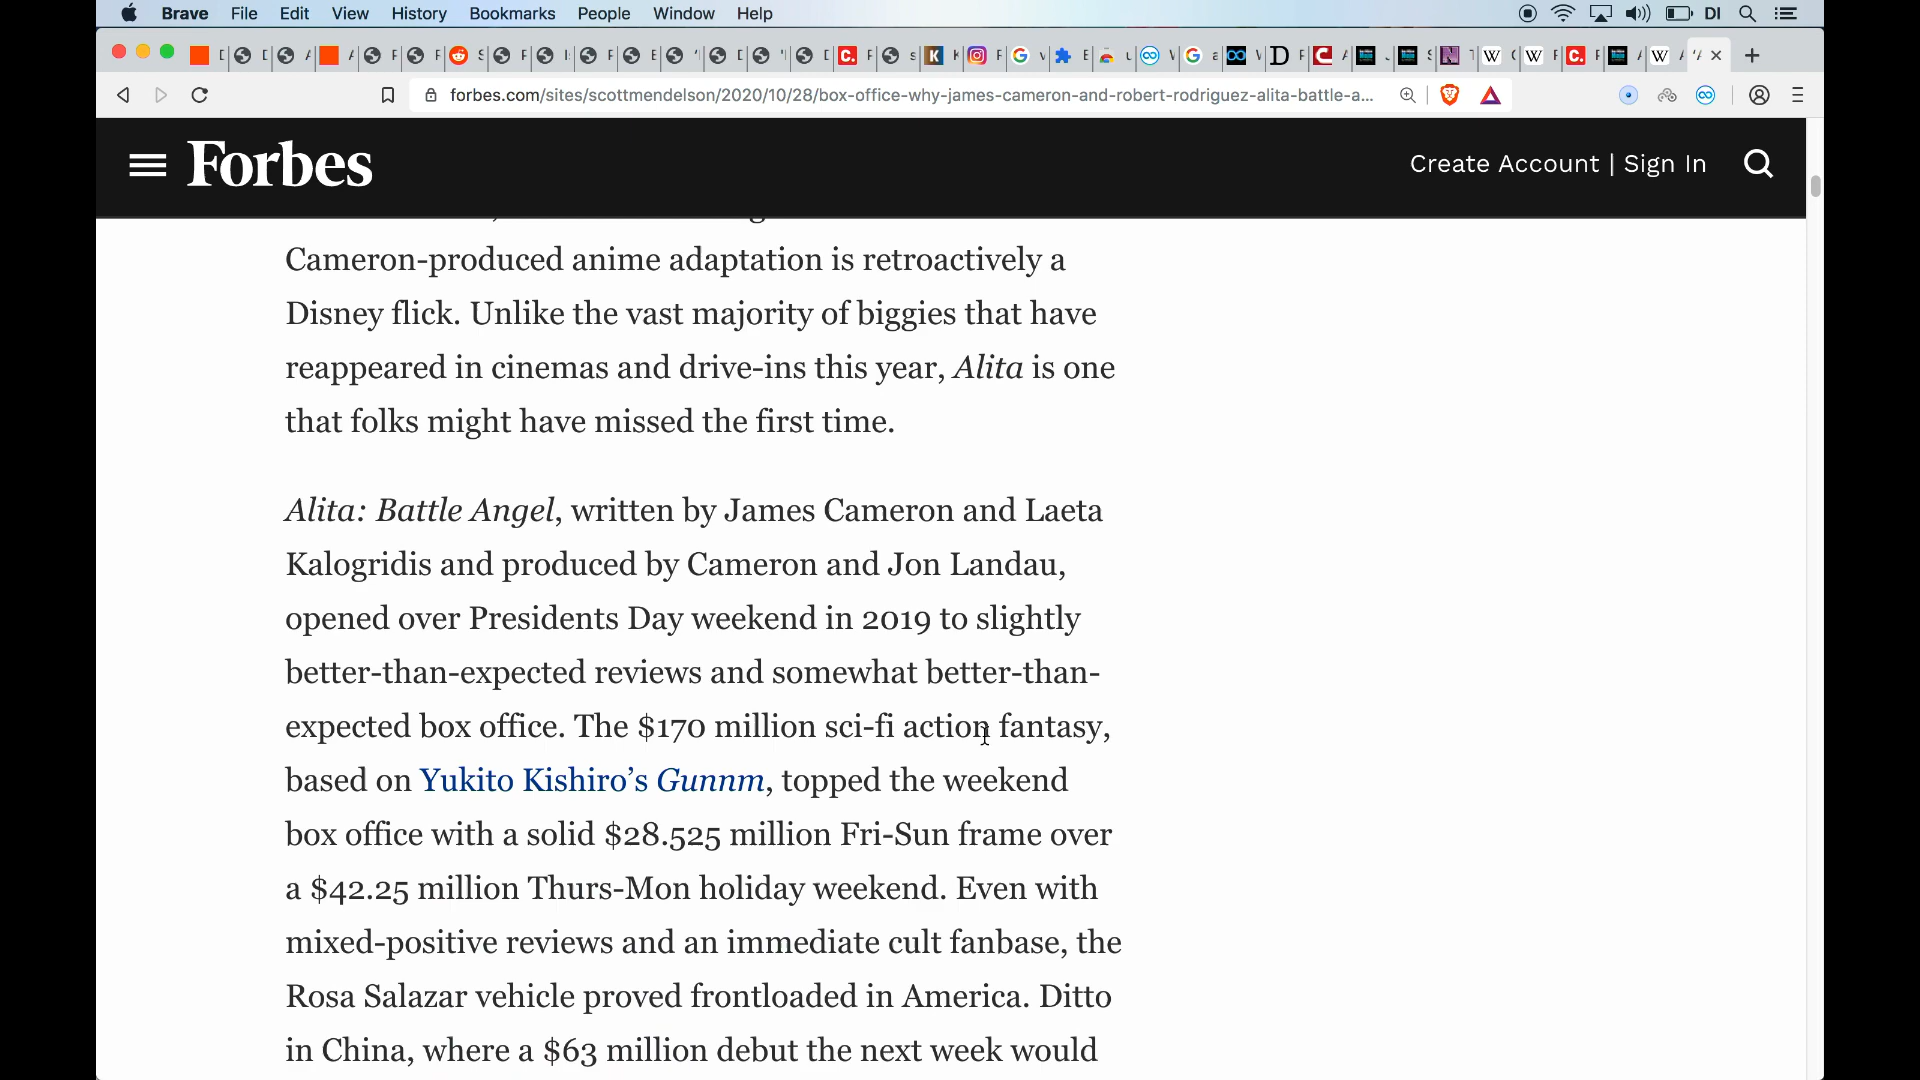 Brave File Edit View History Bookmarks People Window Help DI
forbes.com/sites/scottmendelson/2020/10/28/box-office-why-james-cameron-and-robert-rodriguez-alita-battle-a...
Forbes
Create Account | Sign In
Cameron-produced anime adaptation is retroactively a
Disney flick. Unlike the vast majority of biggies that have
reappeared in cinemas and drive-ins this year, Alita is one
that folks might have missed the first time.
Alita: Battle Angel, written by James Cameron and Laeta
Kalogridis and produced by Cameron and Jon Landau,
opened over Presidents Day weekend in 2019 to slightly
better-than-expected reviews and somewhat better-than-
expected box office. The $170 million sci-fi action fantasy,
based on Yukito Kishiro’s Gunnm, topped the weekend
box office with a solid $28.525 million Fri-Sun frame over
a $42.25 million Thurs-Mon holiday weekend. Even with
mixed-positive reviews and an immediate cult fanbase, the
Rosa Salazar vehicle proved frontloaded in America. Ditto
in China, where a $63 million debut the next week would